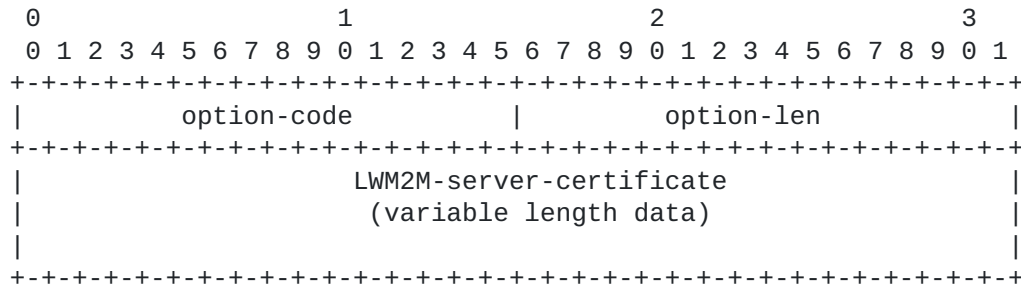 0                   1                   2                   3
 0 1 2 3 4 5 6 7 8 9 0 1 2 3 4 5 6 7 8 9 0 1 2 3 4 5 6 7 8 9 0 1
+-+-+-+-+-+-+-+-+-+-+-+-+-+-+-+-+-+-+-+-+-+-+-+-+-+-+-+-+-+-+-+-+
|          option-code          |         option-len            |
+-+-+-+-+-+-+-+-+-+-+-+-+-+-+-+-+-+-+-+-+-+-+-+-+-+-+-+-+-+-+-+-+
|                     LWM2M-server-certificate                  |
|                      (variable length data)                   |
|                                                               |
+-+-+-+-+-+-+-+-+-+-+-+-+-+-+-+-+-+-+-+-+-+-+-+-+-+-+-+-+-+-+-+-+